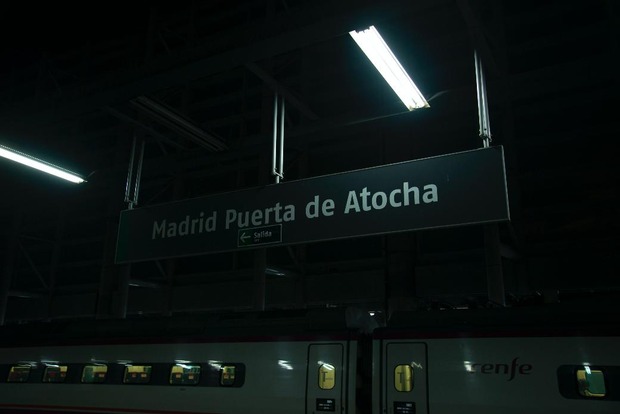 Madrid Puerta de Atocha
Salida
renfe